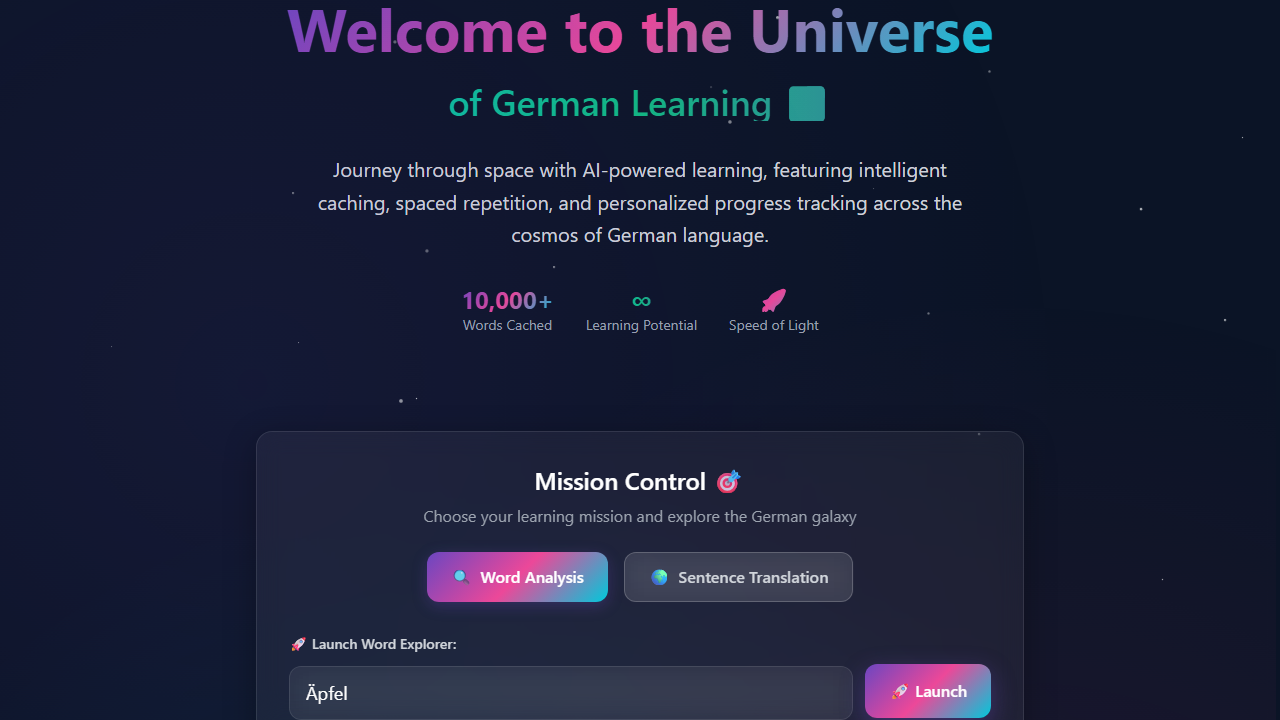 Welcome to the Universe
of German Learning
Journey through space with AI-powered learning, featuring intelligent
caching, spaced repetition, and personalized progress tracking across the
cosmos of German language.
10,000+ ∞
Words Cached Learning Potential Speed of Light
Mission Control 🎯
Choose your learning mission and explore the German galaxy
🔍 Word Analysis 🌍 Sentence Translation
🚀 Launch Word Explorer:
Äpfel 🚀 Launch